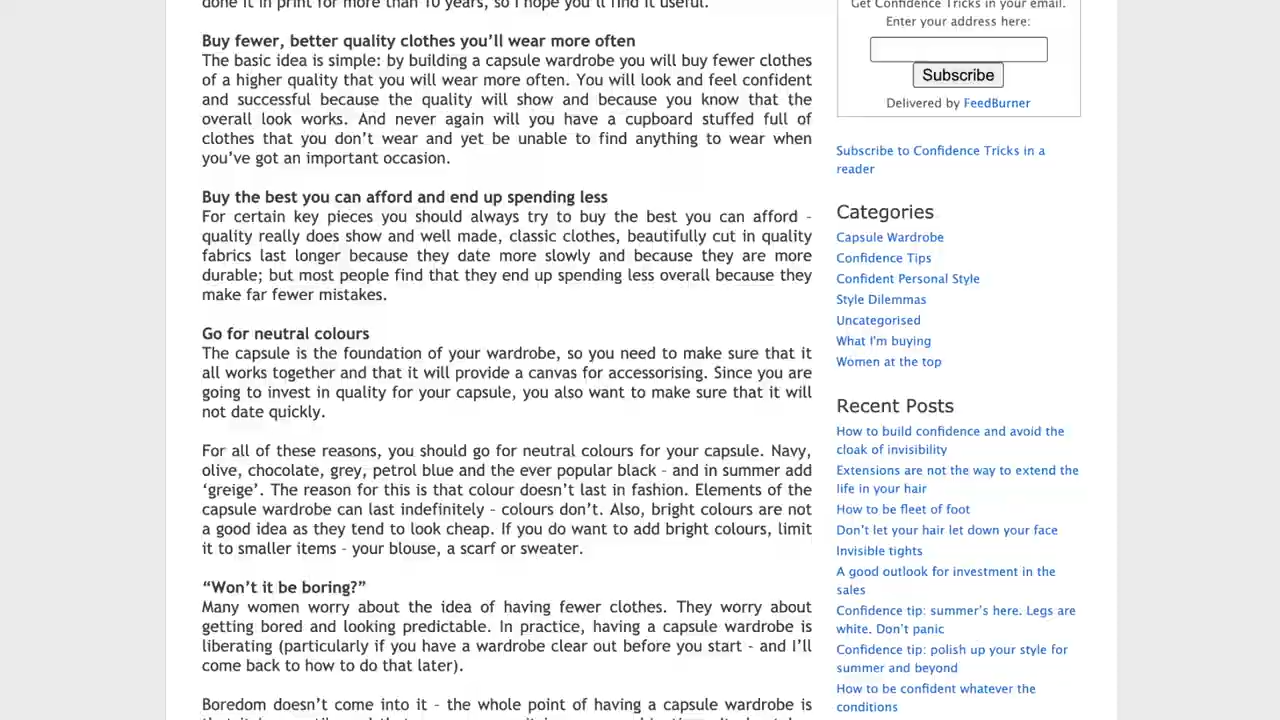 done it in print for more than 10 years, so I hope you'll find it useful.
Buy fewer, better quality clothes you'll wear more often
The basic idea is simple: by building a capsule wardrobe you will buy fewer clothes
of a higher quality that you will wear more often. You will look and feel confident
and successful because the quality will show and because you know that the
overall look works. And never again will you have a cupboard stuffed full of
clothes that you don't wear and yet be unable to find anything to wear when
you've got an important occasion.
Buy the best you can afford and end up spending less
For certain key pieces you should always try to buy the best you can afford -
quality really does show and well made, classic clothes, beautifully cut in quality
fabrics last longer because they date more slowly and because they are more
durable; but most people find that they end up spending less overall because they
make far fewer mistakes.
Go for neutral colours
The capsule is the foundation of your wardrobe, so you need to make sure that it
all works together and that it will provide a canvas for accessorising. Since you are
going to invest in quality for your capsule, you also want to make sure that it will
not date quickly.
For all of these reasons, you should go for neutral colours for your capsule. Navy,
olive, chocolate, grey, petrol blue and the ever popular black - and in summer add
‘greige’. The reason for this is that colour doesn't last in fashion. Elements of the
capsule wardrobe can last indefinitely - colours don't. Also, bright colours are not
a good idea as they tend to look cheap. If you do want to add bright colours, limit
it to smaller items - your blouse, a scarf or sweater.
“Won't it be boring?”
Many women worry about the idea of having fewer clothes. They worry about
getting bored and looking predictable. In practice, having a capsule wardrobe is
liberating (particularly if you have a wardrobe clear out before you start - and I'll
come back to how to do that later).
Boredom doesn't come into it - the whole point of having a capsule wardrobe is
Get Confidence Tricks in your email.
Enter your address here:
Subscribe
Delivered by FeedBurner
Subscribe to Confidence Tricks in a
reader
Categories
Capsule Wardrobe
Confidence Tips
Confident Personal Style
Style Dilemmas
Uncategorised
What I'm buying
Women at the top
Recent Posts
How to build confidence and avoid the
cloak of invisibility
Extensions are not the way to extend the
life in your hair
How to be fleet of foot
Don't let your hair let down your face
Invisible tights
A good outlook for investment in the
sales
Confidence tip: summer's here. Legs are
white. Don't panic
Confidence tip: polish up your style for
summer and beyond
How to be confident whatever the
conditions